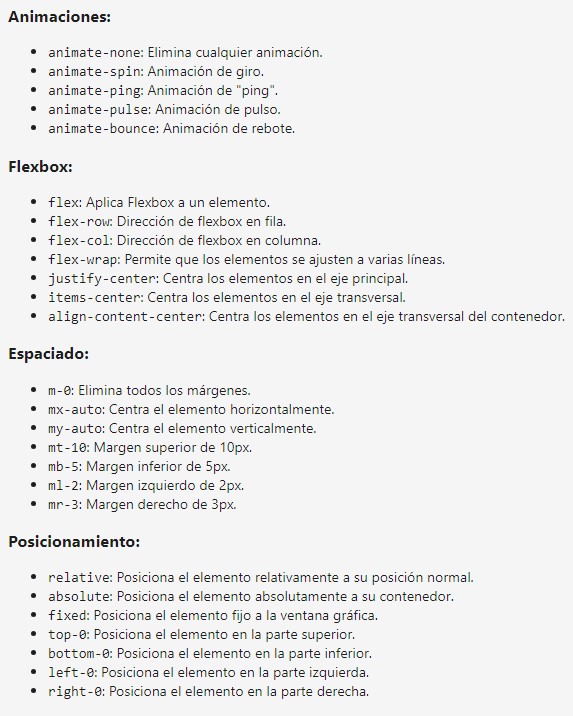 Animaciones:
animate-none: Elimina cualquier animación.
animate-spin: Animación de giro.
animate-ping: Animación de "ping".
animate-pulse: Animación de pulso.
animate-bounce: Animación de rebote.
Flexbox:
flex: Aplica Flexbox a un elemento.
flex-row: Dirección de flexbox en fila.
flex-col: Dirección de flexbox en columna.
flex-wrap: Permite que los elementos se ajusten a varias líneas.
justify-center: Centra los elementos en el eje principal.
items-center: Centra los elementos en el eje transversal.
align-content-center: Centra los elementos en el eje transversal del contenedor.
Espaciado:
m-0: Elimina todos los márgenes.
mx-auto: Centra el elemento horizontalmente.
my-auto: Centra el elemento verticalmente.
mt-10: Margen superior de 10px.
mb-5: Margen inferior de 5px.
ml-2: Margen izquierdo de 2px.
mr-3: Margen derecho de 3px.
Posicionamiento:
relative: Posiciona el elemento relativamente a su posición normal.
absolute: Posiciona el elemento absolutamente a su contenedor.
fixed: Posiciona el elemento fijo a la ventana gráfica.
top-0: Posiciona el elemento en la parte superior.
bottom-0: Posiciona el elemento en la parte inferior.
left-0: Posiciona el elemento en la parte izquierda.
right-0: Posiciona el elemento en la parte derecha.